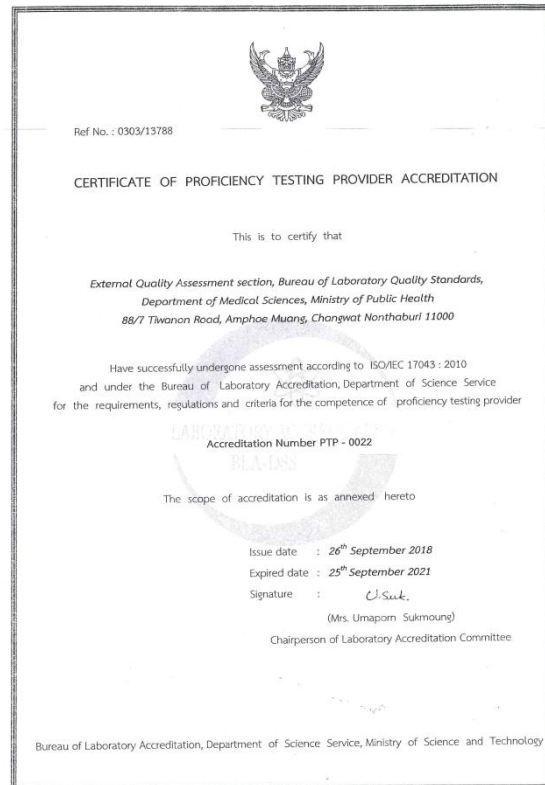 Ref No. : 0303/13788
CERTIFICATE OF PROFICIENCY TESTING PROVIDER ACCREDITATION
This is to certify that
External Quality Assessment section, Bureau of Laboratory Quality Standards,
Department of Medical Sciences, Ministry of Public Health
88/7 Tiwanon Road, Amphoe Muang, Changwat Nonthaburi 11000
Have successfully undergone assessment according to ISO/IEC 17043 : 2010
and under the Bureau of Laboratory Accreditation, Department of Science Service
for the requirements, regulations and criteria for the competence of proficiency testing provider
Accreditation Number PTP - 0022
BLA-DSS
The scope of accreditation is as annexed hereto
Issue date : 26th September 2018
Expired date : 25th September 2021
Signature : U.Suk.
(Mrs. Umaporn Sukmoung)
Chairperson of Laboratory Accreditation Committee
Bureau of Laboratory Accreditation, Department of Science Service, Ministry of Science and Technology